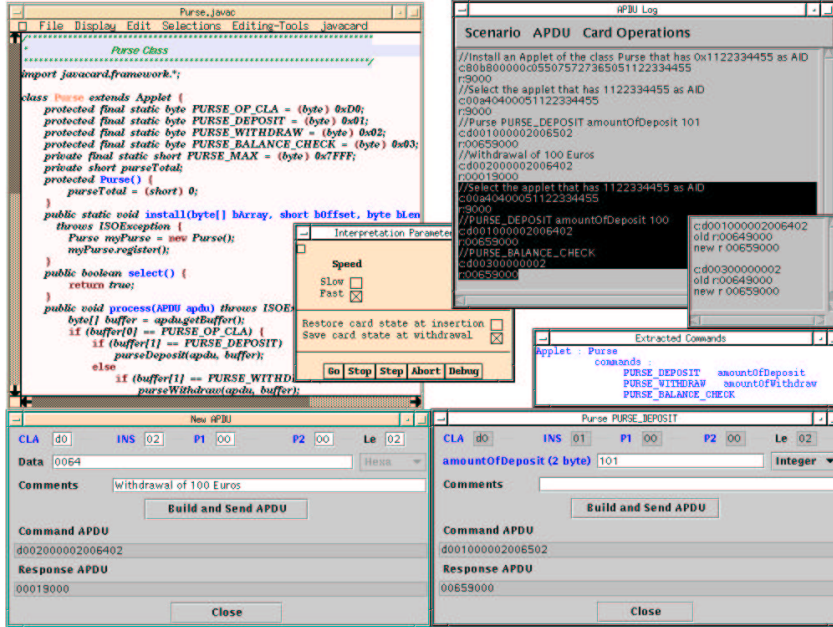 Purse.javac
File Display Edit Selections Editing-Tools javacard
/***********************************************************************
* Purse Class
***********************************************************************/
import javacard.framework.*;
class Purse extends Applet {
protected final static byte PURSE_OP_CLA = (byte) 0xD0;
protected final static byte PURSE_DEPOSIT = (byte) 0x01;
protected final static byte PURSE_WITHDRAW = (byte) 0x02;
protected final static byte PURSE_BALANCE_CHECK = (byte) 0x03;
private final static short PURSE_MAX = (byte) 0x7FFF;
private short purseTotal;
protected Purse() {
purseTotal = (short) 0;
}
public static void install(byte[] bArray, short bOffset, byte bLen
throws ISOException {
Purse myPurse = new Purse();
myPurse.register();
}
public boolean select() {
return true;
}
public void process(APDU apdu) throws ISOEx
byte[] buffer = apdu.getBuffer();
if (buffer[0] == PURSE_OP_CLA) {
if (buffer[1] == PURSE_DEPOSIT)
purseDeposit(apdu, buffer);
else
if (buffer[1] == PURSE_WITHD
purseWithdraw(apdu, buffer);
APDU Log
Scenario APDU Card Operations
//Install an Applet of the class Purse that has 0x1122334455 as AID
c:80b800000c055075727365051122334455
r:9000
//Select the applet that has 1122334455 as AID
c:00a40400051122334455
r:9000
//Purse PURSE_DEPOSIT amountOfDeposit 101
c:d001000002006502
r:00659000
//Withdrawal of 100 Euros
c:d002000002006402
r:00019000
//Select the applet that has 1122334455 as AID
c:00a40400051122334455
r:9000
//PURSE_DEPOSIT amountOfDeposit 100
c:d001000002006402
r:00659000
//PURSE_BALANCE_CHECK
c:d00300000002
r:00659000
c:d001000002006402
old r:00649000
new r 00659000
c:d00300000002
old r:00649000
new r 00659000
Interpretation Parameter
Speed
Slow
Fast
Restore card state at insertion
Save card state at withdrawal
Go Stop Step Abort Debug
Extracted Commands
Applet : Purse
commands :
PURSE_DEPOSIT amountOfDeposit
PURSE_WITHDRAW amountOfWithdraw
PURSE_BALANCE_CHECK
New APDU
CLA d0 INS 02 P1 00 P2 00 Le 02
Data 0064 Hexa
Comments Withdrawal of 100 Euros
Build and Send APDU
Command APDU
d002000002006402
Response APDU
00019000
Close
Purse PURSE_DEPOSIT
CLA d0 INS 01 P1 00 P2 00 Le 02
amountOfDeposit (2 byte) 101 Integer
Comments
Build and Send APDU
Command APDU
d001000002006502
Response APDU
00659000
Close